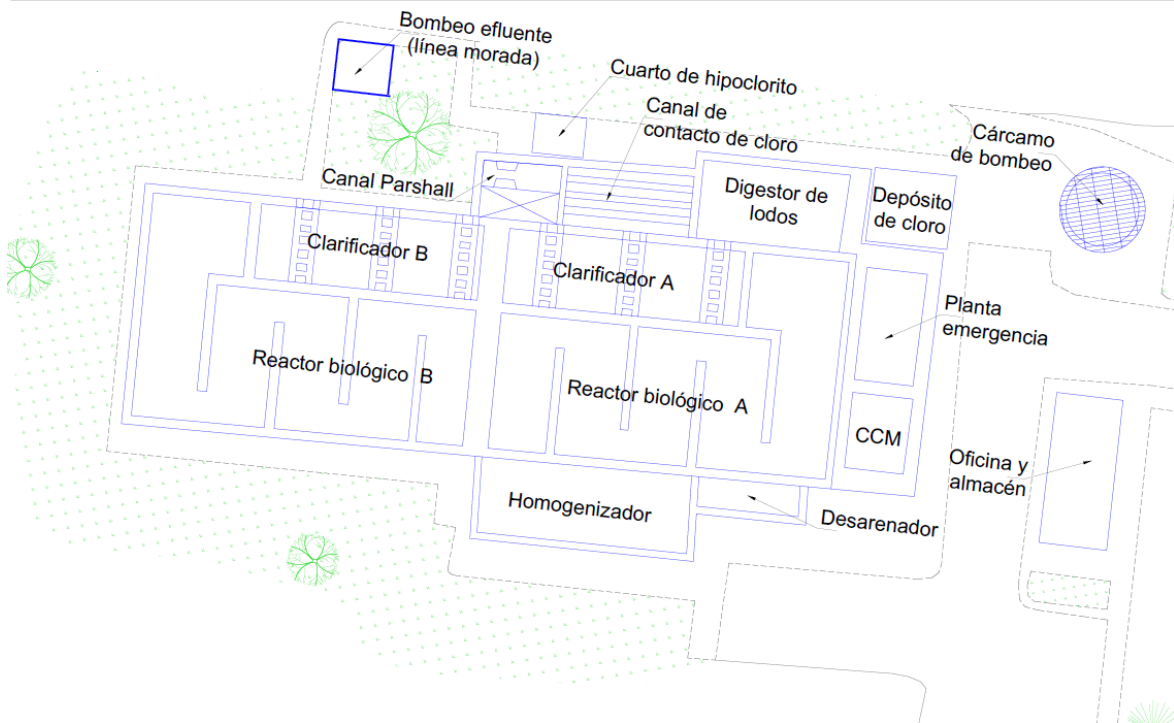 Bombeo efluente
(línea morada)
Cuarto de hipoclorito
Canal de
contacto de cloro
Cárcamo
de bombeo
Canal Parshall
Digestor de
lodos
Depósito
de cloro
Clarificador B
Clarificador A
Planta
emergencia
Reactor biológico B
Reactor biológico A
CCM
Oficina y
almacén
Homogenizador
Desarenador